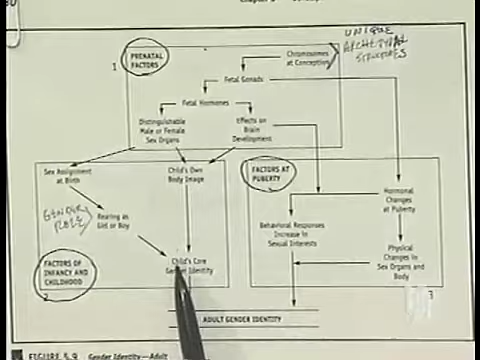 UNIQUE
ARCHETYPAL
STRUCTURES
PRENATAL
FACTORS
1
Chromosomes
at Conception
Fetal Gonads
Fetal Hormones
Distinguishable
Male or Female
Sex Organs
Effects on
Brain
Development
Sex Assignment
at Birth
Child's Own
Body Image
FACTORS AT
PUBERTY
GENDER
ROLE
Rearing as
Girl or Boy
Hormonal
Changes
at Puberty
Behavioral Responses
Increase in
Sexual Interests
Child's Core
Gender Identity
Physical
Changes in
Sex Organs and
Body
FACTORS OF
INFANCY AND
CHILDHOOD
2
3
ADULT GENDER IDENTITY
FIGURE 5.9 Gender Identity—Adult